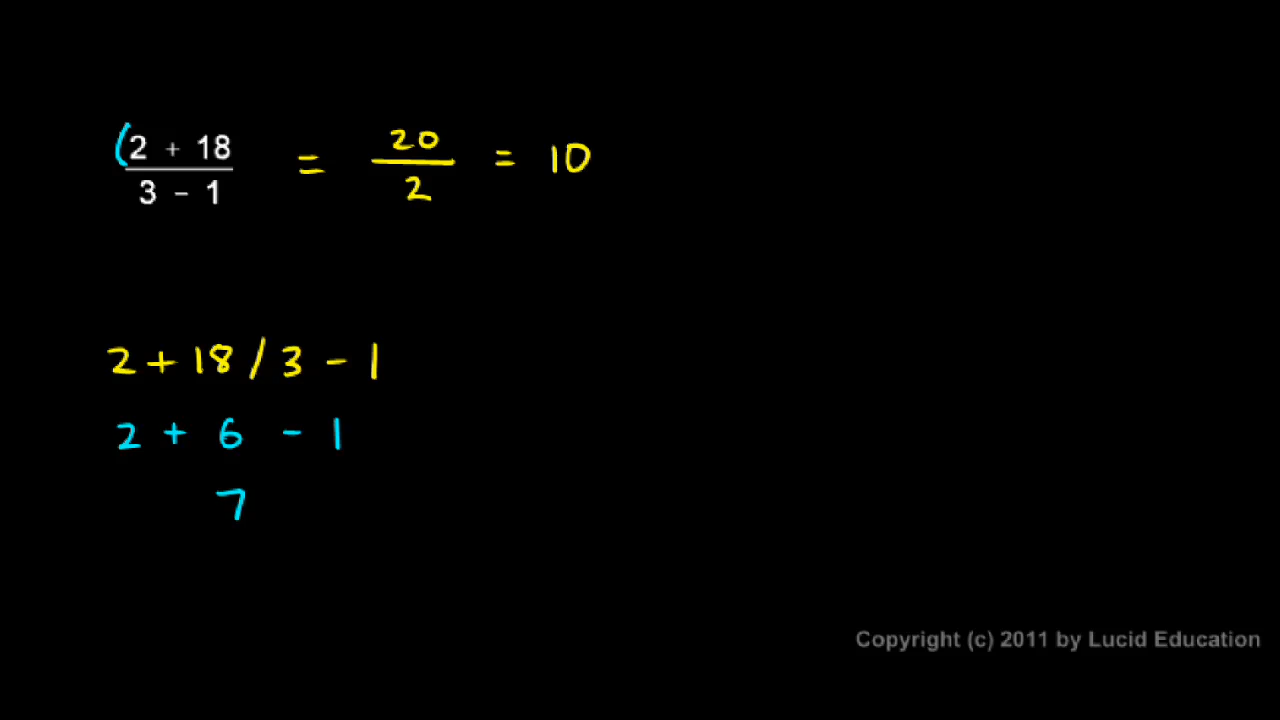 (2 + 18 = 20 = 10
3 - 1 2
2 + 18 / 3 - 1
2 + 6 - 1
7
Copyright (c) 2011 by Lucid Education